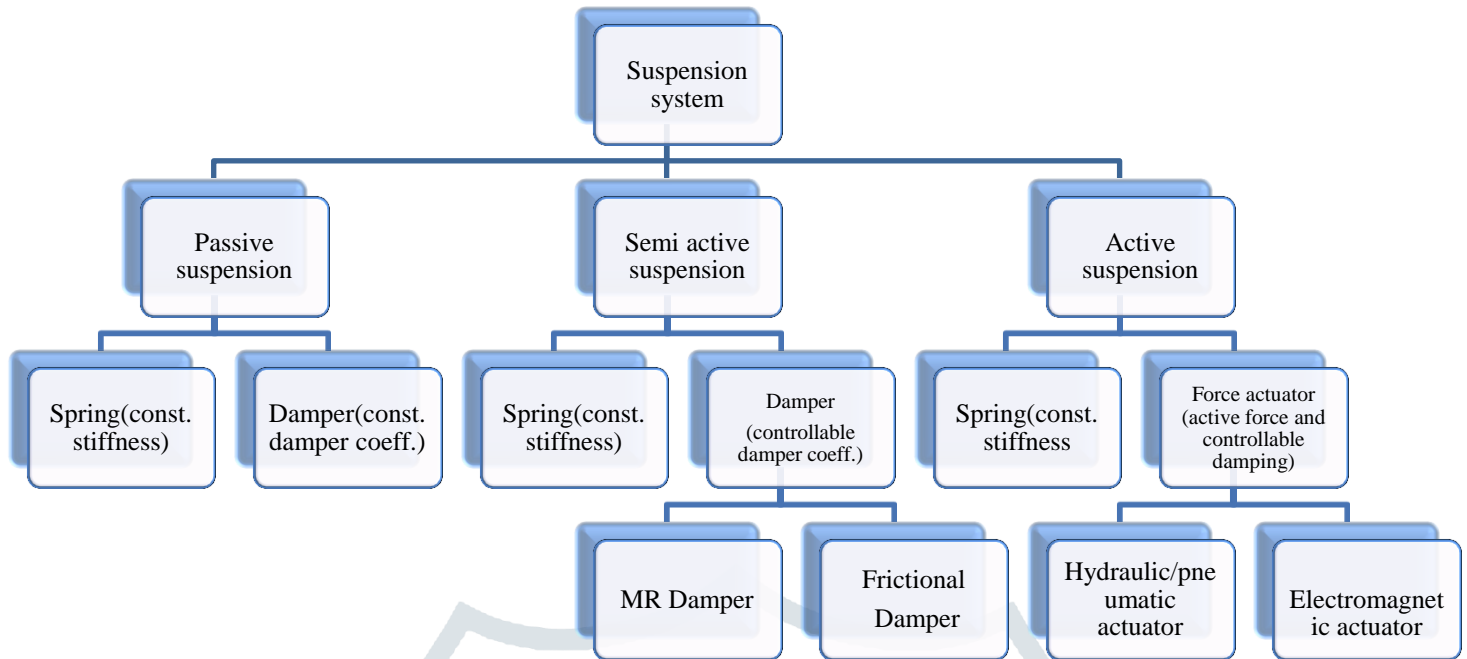 Suspension
system
Passive
suspension
Semi active
suspension
Active
suspension
Spring(const.
stiffness)
Damper(const.
damper coeff.)
Spring(const.
stiffness)
Damper
(controllable
damper coeff.)
Spring(const.
stiffness
Force actuator
(active force and
controllable
damping)
MR Damper
Frictional
Damper
Hydraulic/pne
umatic
actuator
Electromagnet
ic actuator